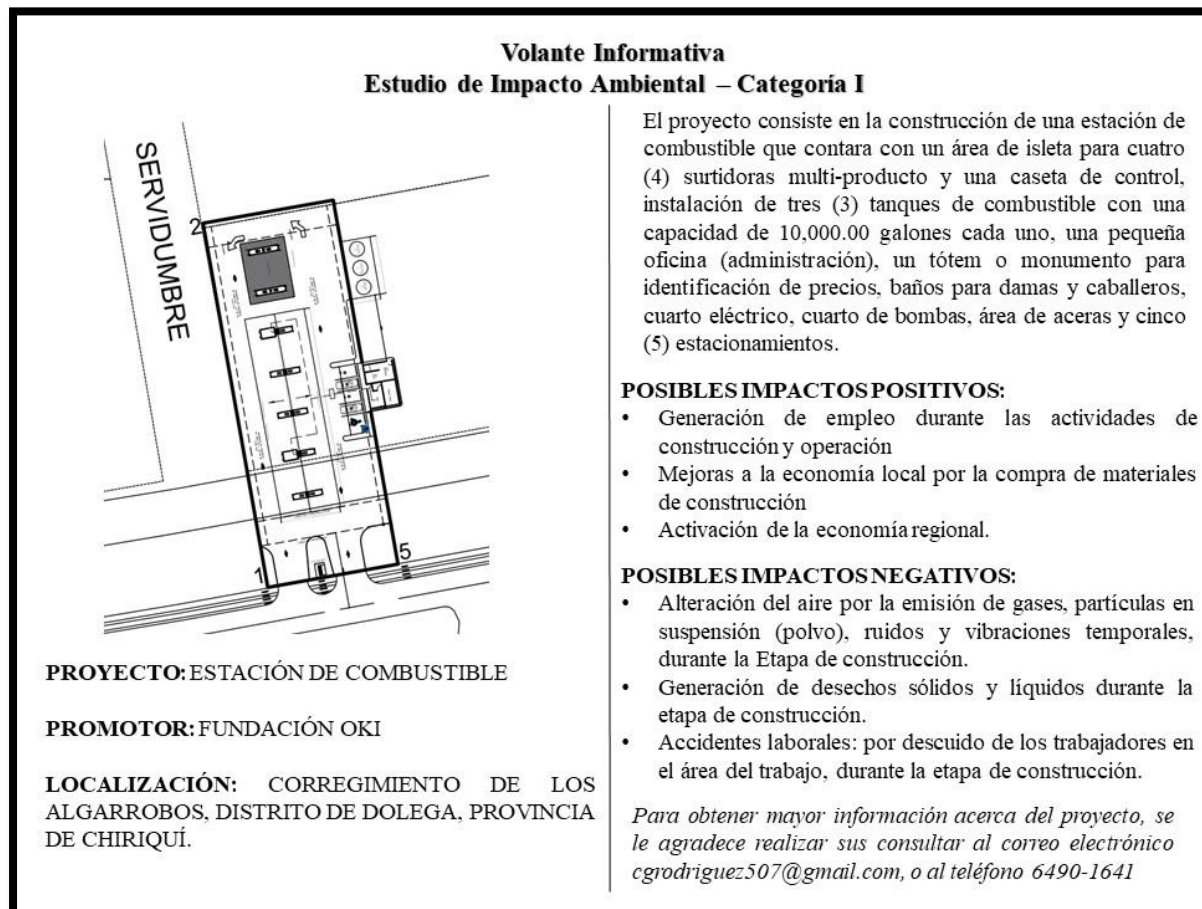 Volante Informativa
Estudio de Impacto Ambiental – Categoría I
SERVIDUMBRE
2
1
5
PROYECTO: ESTACIÓN DE COMBUSTIBLE
PROMOTOR: FUNDACIÓN OKI
LOCALIZACIÓN: CORREGIMIENTO DE LOS
ALGARROBOS, DISTRITO DE DOLEGA, PROVINCIA
DE CHIRIQUÍ.
El proyecto consiste en la construcción de una estación de
combustible que contara con un área de isleta para cuatro
(4) surtidoras multi-producto y una caseta de control,
instalación de tres (3) tanques de combustible con una
capacidad de 10,000.00 galones cada uno, una pequeña
oficina (administración), un tótem o monumento para
identificación de precios, baños para damas y caballeros,
cuarto eléctrico, cuarto de bombas, área de aceras y cinco
(5) estacionamientos.
POSIBLES IMPACTOS POSITIVOS:
• Generación de empleo durante las actividades de
construcción y operación
• Mejoras a la economía local por la compra de materiales
de construcción
• Activación de la economía regional.
POSIBLES IMPACTOS NEGATIVOS:
• Alteración del aire por la emisión de gases, partículas en
suspensión (polvo), ruidos y vibraciones temporales,
durante la Etapa de construcción.
• Generación de desechos sólidos y líquidos durante la
etapa de construcción.
• Accidentes laborales: por descuido de los trabajadores en
el área del trabajo, durante la etapa de construcción.
Para obtener mayor información acerca del proyecto, se
le agradece realizar sus consultar al correo electrónico
cgrodriguez507@gmail.com, o al teléfono 6490-1641